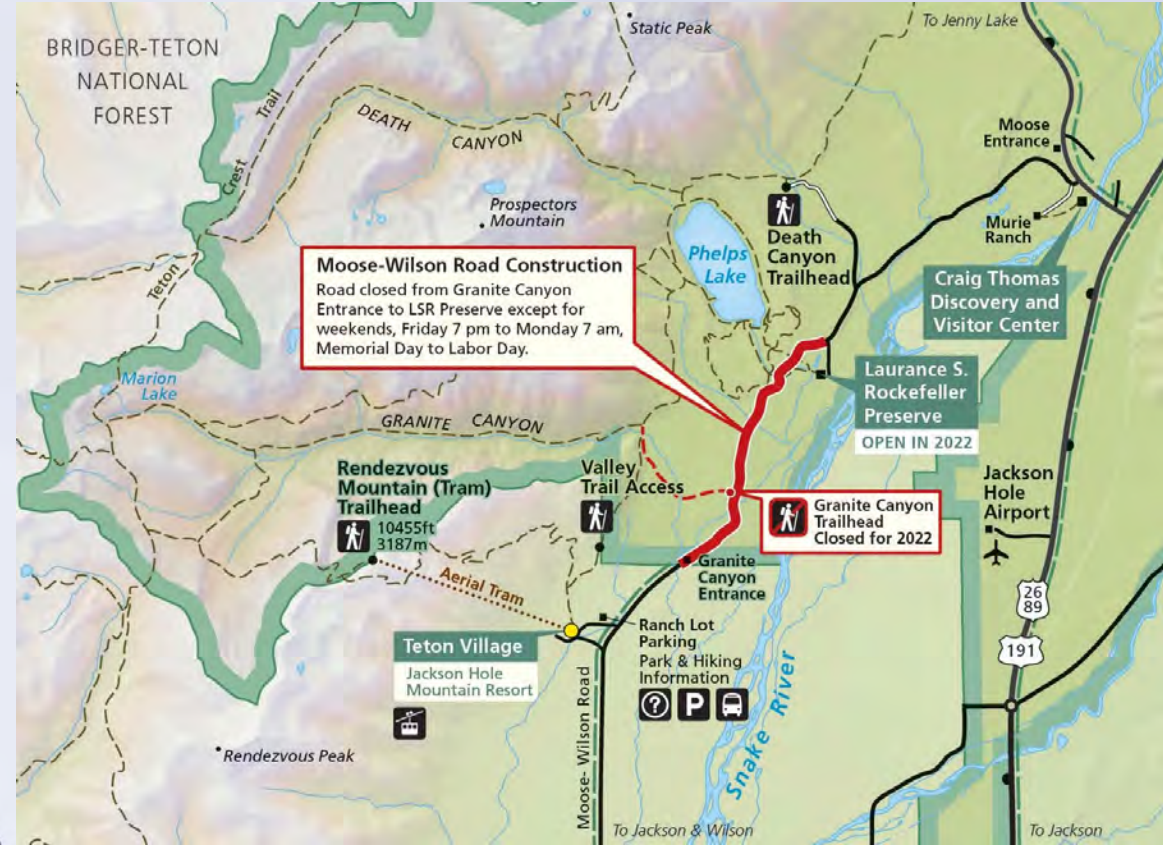 To Jenny Lake
Static Peak
BRIDGER-TETON
NATIONAL
FOREST
Crest Trail
DEATH CANYON
Moose
Entrance
Prospectors
Mountain
Murie
Ranch
Death
Canyon
Trailhead
Phelps
Lake
Moose-Wilson Road Construction
Road closed from Granite Canyon
Entrance to LSR Preserve except for
weekends, Friday 7 pm to Monday 7 am,
Memorial Day to Labor Day.
Craig Thomas
Discovery and
Visitor Center
Teton
Marion
Lake
Laurance S.
Rockefeller
Preserve
OPEN IN 2022
GRANITE CANYON
Rendezvous
Mountain (Tram)
Trailhead
10455ft
3187m
Valley
Trail Access
Jackson
Hole
Airport
Granite Canyon
Trailhead
Closed for 2022
Granite
Canyon
Entrance
Aerial Tram
26
89
191
Ranch Lot
Parking
Park & Hiking
Information
? P
Teton Village
Jackson Hole
Mountain Resort
Moose- Wilson Road
Snake River
Rendezvous Peak
To Jackson & Wilson
To Jackson